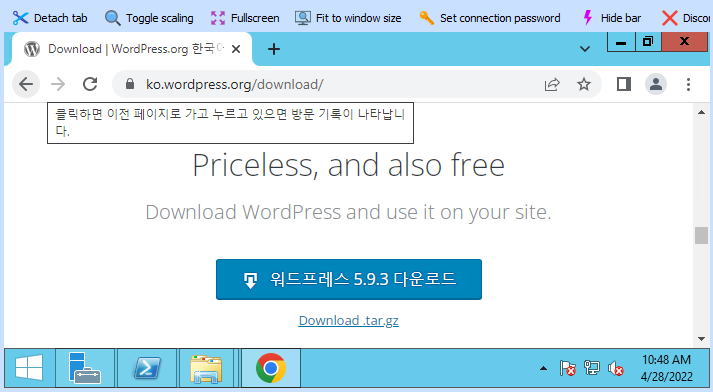 Detach tab Toggle scaling Fullscreen Fit to window size Set connection password Hide bar Discon
Download | WordPress.org 한국어
ko.wordpress.org/download/
클릭하면 이전 페이지로 가고 누르고 있으면 방문 기록이 나타납니
다.
Priceless, and also free
Download WordPress and use it on your site.
워드프레스 5.9.3 다운로드
Download .tar.gz
10:48 AM
4/28/2022